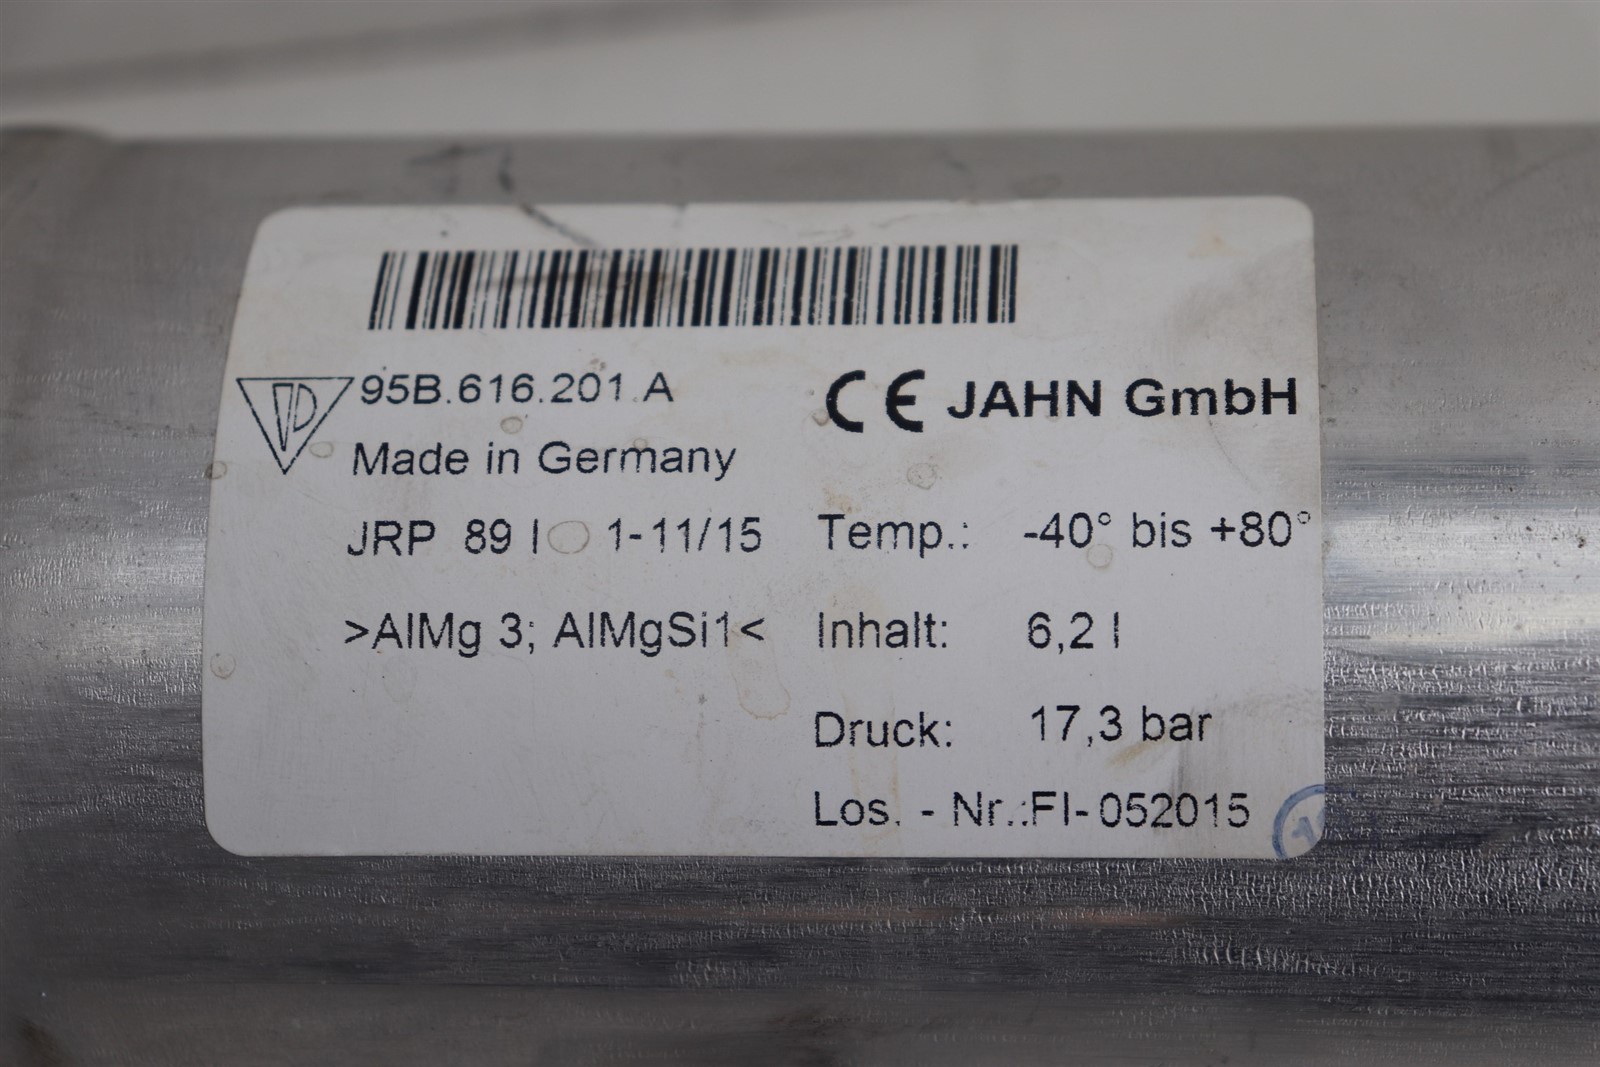 95B.616.201.A
CE JAHN GmbH
Made in Germany
JRP 89 l 1-11/15
Temp.: -40° bis +80°
>AlMg 3; AlMgSi1<
Inhalt: 6,2 l
Druck: 17,3 bar
Los. - Nr.:FI-052015